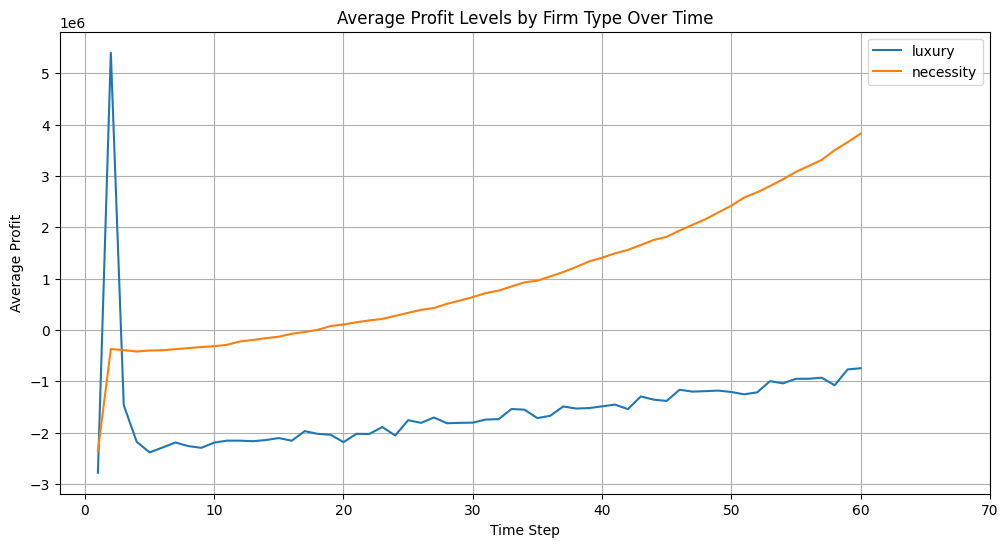 Average Profit Levels by Firm Type Over Time
1e6
luxury
necessity
5
4
3
2
1
0
−1
−2
−3
Average Profit
0 10 20 30 40 50 60 70
Time Step